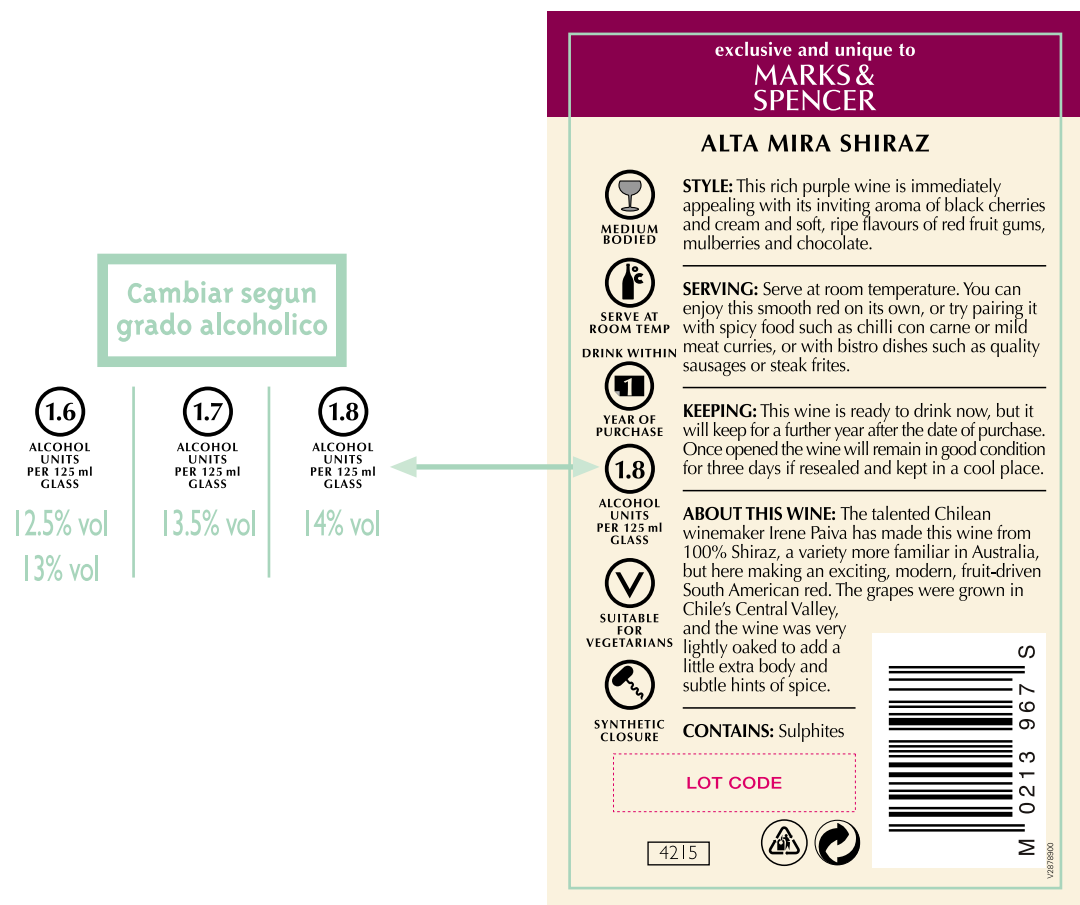 Cambiar segun
grado alcoholico
1.6
ALCOHOL
UNITS
PER 125 ml
GLASS
12.5% vol
13% vol
1.7
ALCOHOL
UNITS
PER 125 ml
GLASS
13.5% vol
1.8
ALCOHOL
UNITS
PER 125 ml
GLASS
14% vol
exclusive and unique to
MARKS &
SPENCER
ALTA MIRA SHIRAZ
MEDIUM
BODIED
°C
SERVE AT
ROOM TEMP
DRINK WITHIN
1
YEAR OF
PURCHASE
1.8
ALCOHOL
UNITS
PER 125 ml
GLASS
V
SUITABLE
FOR
VEGETARIANS
SYNTHETIC
CLOSURE
STYLE: This rich purple wine is immediately
appealing with its inviting aroma of black cherries
and cream and soft, ripe flavours of red fruit gums,
mulberries and chocolate.
SERVING: Serve at room temperature. You can
enjoy this smooth red on its own, or try pairing it
with spicy food such as chilli con carne or mild
meat curries, or with bistro dishes such as quality
sausages or steak frites.
KEEPING: This wine is ready to drink now, but it
will keep for a further year after the date of purchase.
Once opened the wine will remain in good condition
for three days if resealed and kept in a cool place.
ABOUT THIS WINE: The talented Chilean
winemaker Irene Paiva has made this wine from
100% Shiraz, a variety more familiar in Australia,
but here making an exciting, modern, fruit-driven
South American red. The grapes were grown in
Chile's Central Valley,
and the wine was very
lightly oaked to add a
little extra body and
subtle hints of spice.
CONTAINS: Sulphites
LOT CODE
4215
M 0213 967 S
V2878900